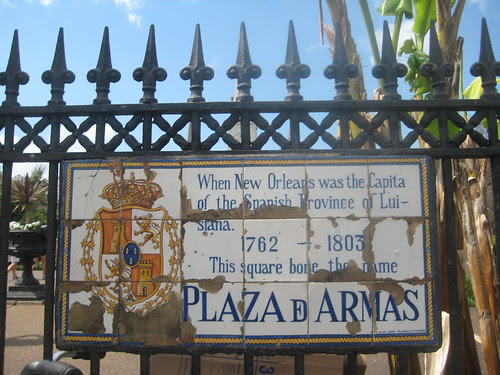 When New Orleans was the Capita
of the Spanish Province of Lui-
siana.
1762 - 1803
This square bore the name
PLAZA D ARMAS